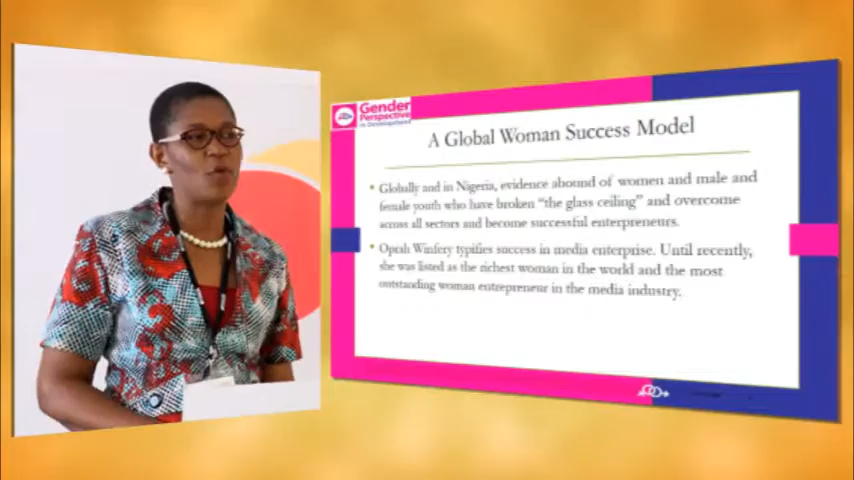 Gender
Perspective
in Development
A Global Woman Success Model
• Globally and in Nigeria, evidence abound of women and male and
female youth who have broken “the glass ceiling” and overcome
across all sectors and become successful enterpreneurs.
• Oprah Winfery typifies success in media enterprise. Until recently,
she was listed as the richest woman in the world and the most
outstanding woman entrepreneur in the media industry.